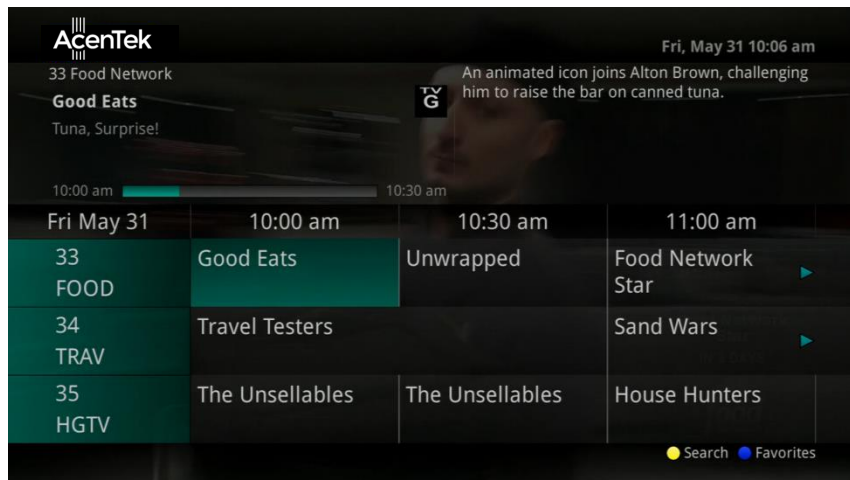 AcenTek
Fri, May 31 10:06 am
33 Food Network
Good Eats
Tuna, Surprise!
TV
G
An animated icon joins Alton Brown, challenging
him to raise the bar on canned tuna.
10:00 am 10:30 am
Fri May 31 10:00 am 10:30 am 11:00 am
33
FOOD
Good Eats
Unwrapped
Food Network
Star
34
TRAV
Travel Testers
Sand Wars
35
HGTV
The Unsellables
The Unsellables
House Hunters
Search Favorites